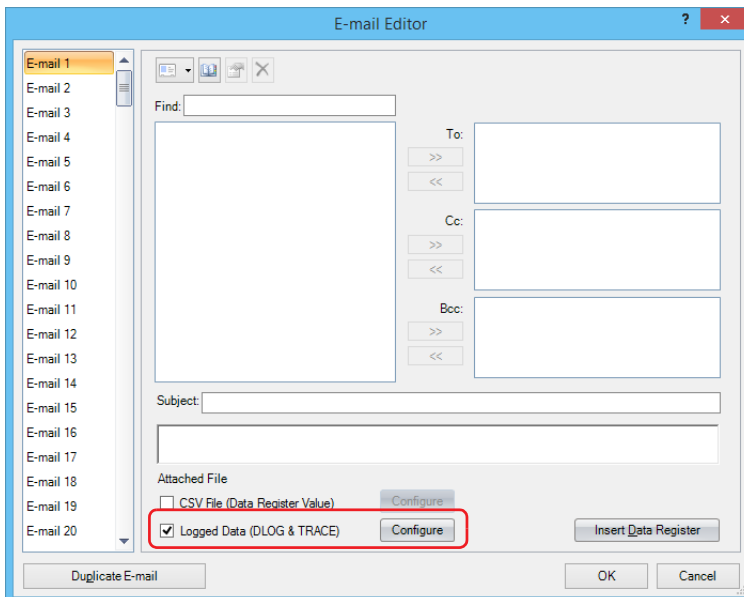 E-mail Editor
?
E-mail 1
E-mail 2
E-mail 3
E-mail 4
E-mail 5
E-mail 6
E-mail 7
E-mail 8
E-mail 9
E-mail 10
E-mail 11
E-mail 12
E-mail 13
E-mail 14
E-mail 15
E-mail 16
E-mail 17
E-mail 18
E-mail 19
E-mail 20
Find:
To:
>>
<<
Cc:
>>
<<
Bcc:
>>
<<
Subject:
Attached File
CSV File (Data Register Value) Configure
Logged Data (DLOG & TRACE) Configure Insert Data Register
Duplicate E-mail OK Cancel